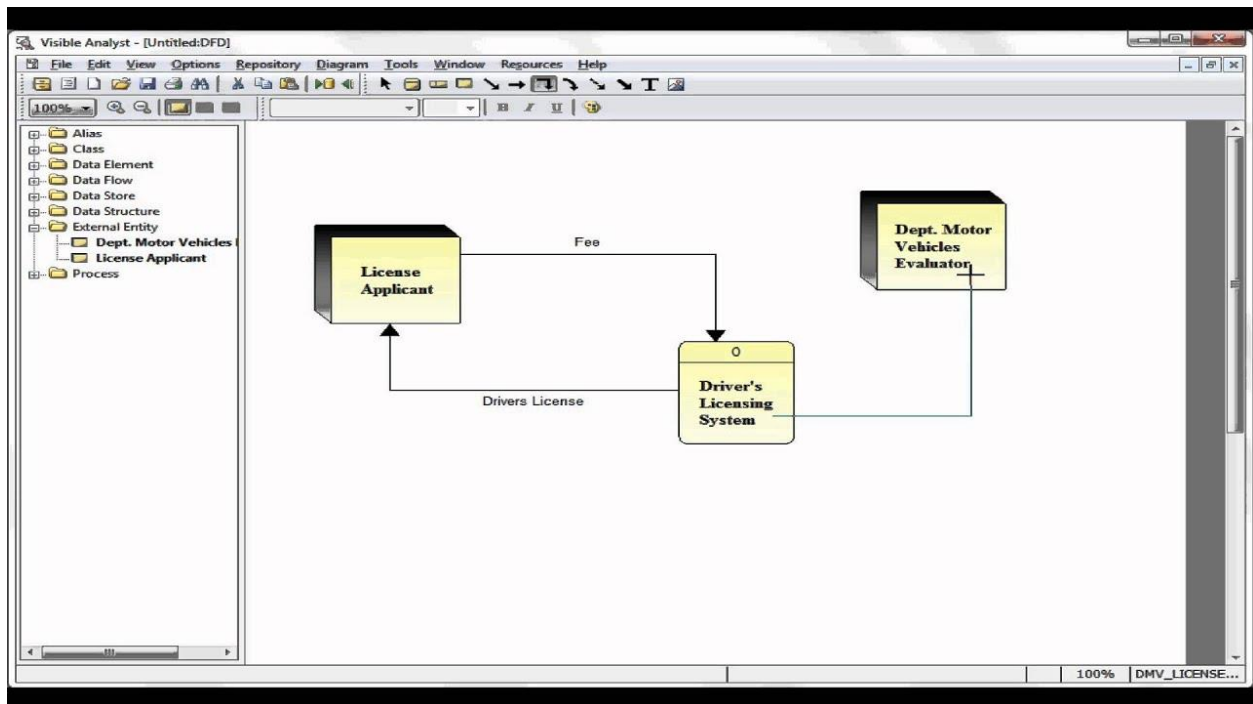 Visible Analyst - [Untitled:DFD]
File Edit View Options Repository Diagram Tools Window Resources Help
T
100%
B I U
Alias
Class
Data Element
Data Flow
Data Store
Data Structure
External Entity
Dept. Motor Vehicles
License Applicant
Process
License
Applicant
Fee
Dept. Motor
Vehicles
Evaluator
0
Driver's
Licensing
System
Drivers License
100% DMV_LICENSE...